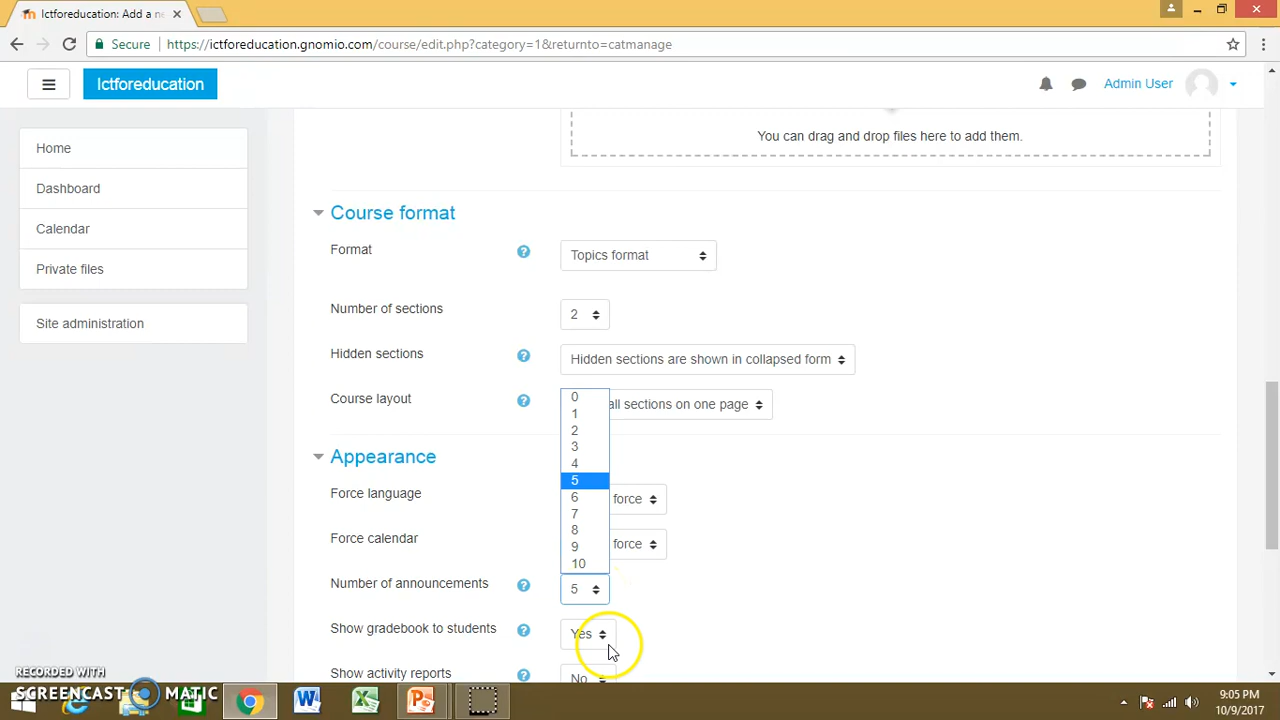 Ictforeducation: Add a ne
Secure
https://ictforeducation.gnomio.com/course/edit.php?category=1&returnto=catmanage
Ictforeducation
Admin User
Home
Dashboard
Calendar
Private files
Site administration
You can drag and drop files here to add them.
Course format
Format
Topics format
Number of sections
2
Hidden sections
Hidden sections are shown in collapsed form
Course layout
all sections on one page
0
1
2
3
4
5
6
7
8
9
10
Appearance
Force language
force
Force calendar
force
Number of announcements
5
Show gradebook to students
Yes
Show activity reports
No
RECORDED WITH
SCREENCAST MATIC
9:05 PM
10/9/2017